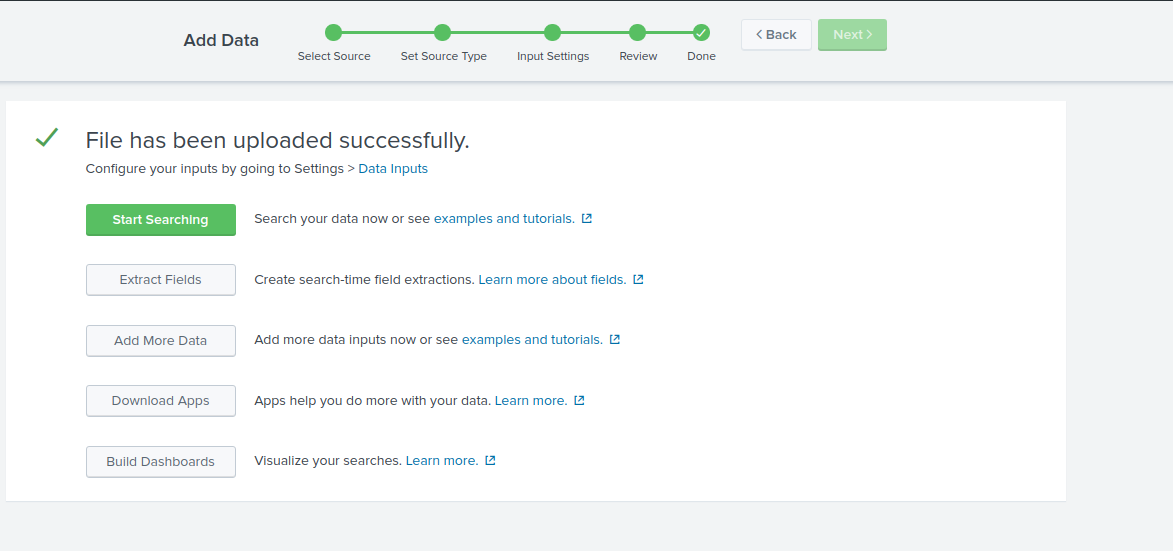 Add Data
Select Source
Set Source Type
Input Settings
Review
Done
< Back
Next >
File has been uploaded successfully.
Configure your inputs by going to Settings > Data Inputs
Start Searching
Search your data now or see examples and tutorials.
Extract Fields
Create search-time field extractions. Learn more about fields.
Add More Data
Add more data inputs now or see examples and tutorials.
Download Apps
Apps help you do more with your data. Learn more.
Build Dashboards
Visualize your searches. Learn more.